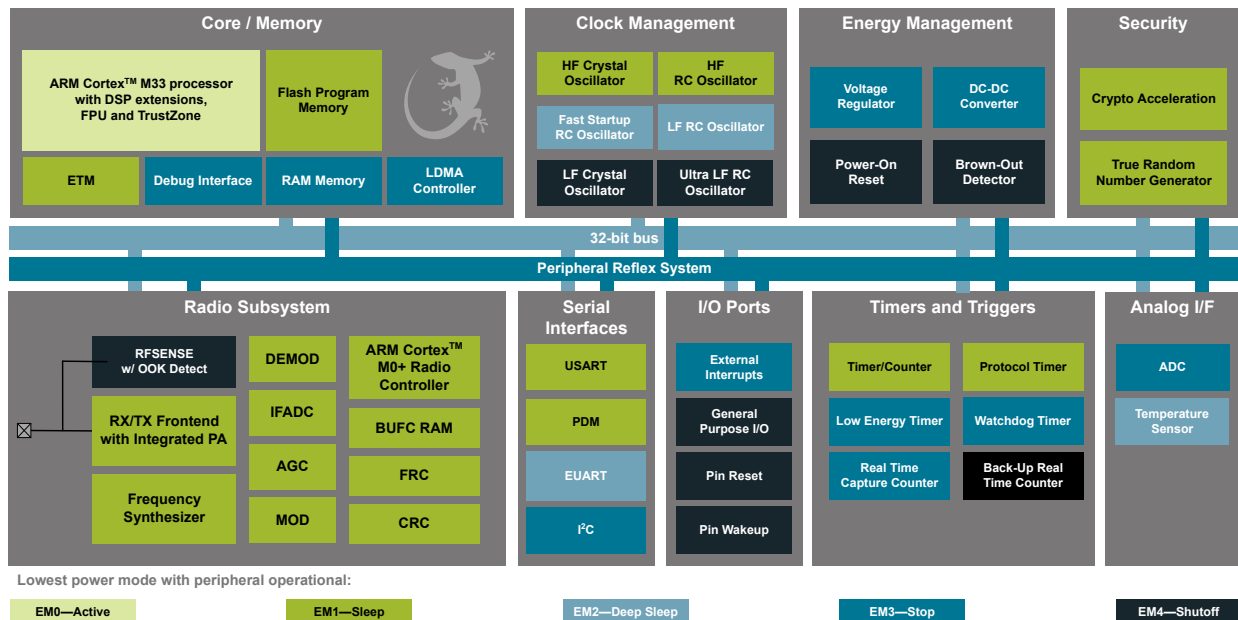 Core / Memory
ARM Cortex™ M33 processor
with DSP extensions,
FPU and TrustZone
Flash Program
Memory
ETM
Debug Interface
RAM Memory
LDMA
Controller
Clock Management
HF Crystal
Oscillator
HF
RC Oscillator
Fast Startup
RC Oscillator
LF RC Oscillator
LF Crystal
Oscillator
Ultra LF RC
Oscillator
Energy Management
Voltage
Regulator
DC-DC
Converter
Power-On
Reset
Brown-Out
Detector
Security
Crypto Acceleration
True Random
Number Generator
32-bit bus
Peripheral Reflex System
Radio Subsystem
RFSENSE
w/ OOK Detect
RX/TX Frontend
with Integrated PA
Frequency
Synthesizer
DEMOD
IFADC
AGC
MOD
ARM Cortex™
M0+ Radio
Controller
BUFC RAM
FRC
CRC
Serial
Interfaces
USART
PDM
EUART
I²C
I/O Ports
External
Interrupts
General
Purpose I/O
Pin Reset
Pin Wakeup
Timers and Triggers
Timer/Counter
Protocol Timer
Low Energy Timer
Watchdog Timer
Real Time
Capture Counter
Back-Up Real
Time Counter
Analog I/F
ADC
Temperature
Sensor
Lowest power mode with peripheral operational:
EM0—Active
EM1—Sleep
EM2—Deep Sleep
EM3—Stop
EM4—Shutoff